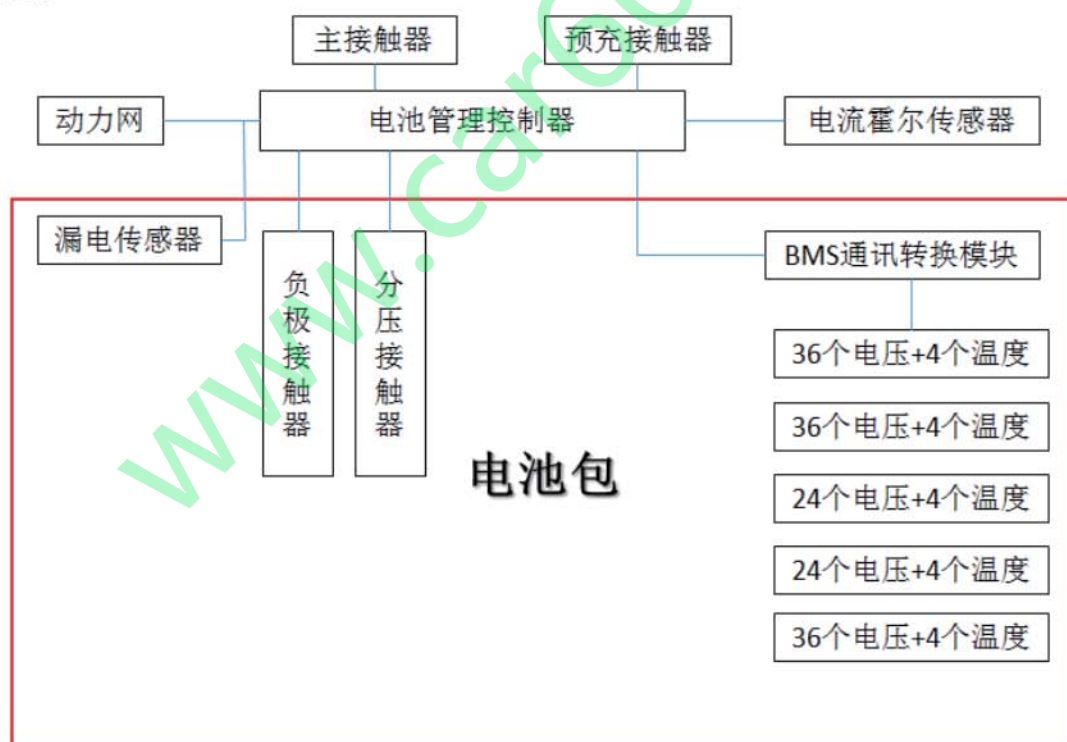 主接触器
预充接触器
动力网
电池管理控制器
电流霍尔传感器
漏电传感器
负极接触器
分压接触器
BMS通讯转换模块
36个电压+4个温度
36个电压+4个温度
24个电压+4个温度
24个电压+4个温度
36个电压+4个温度
电池包